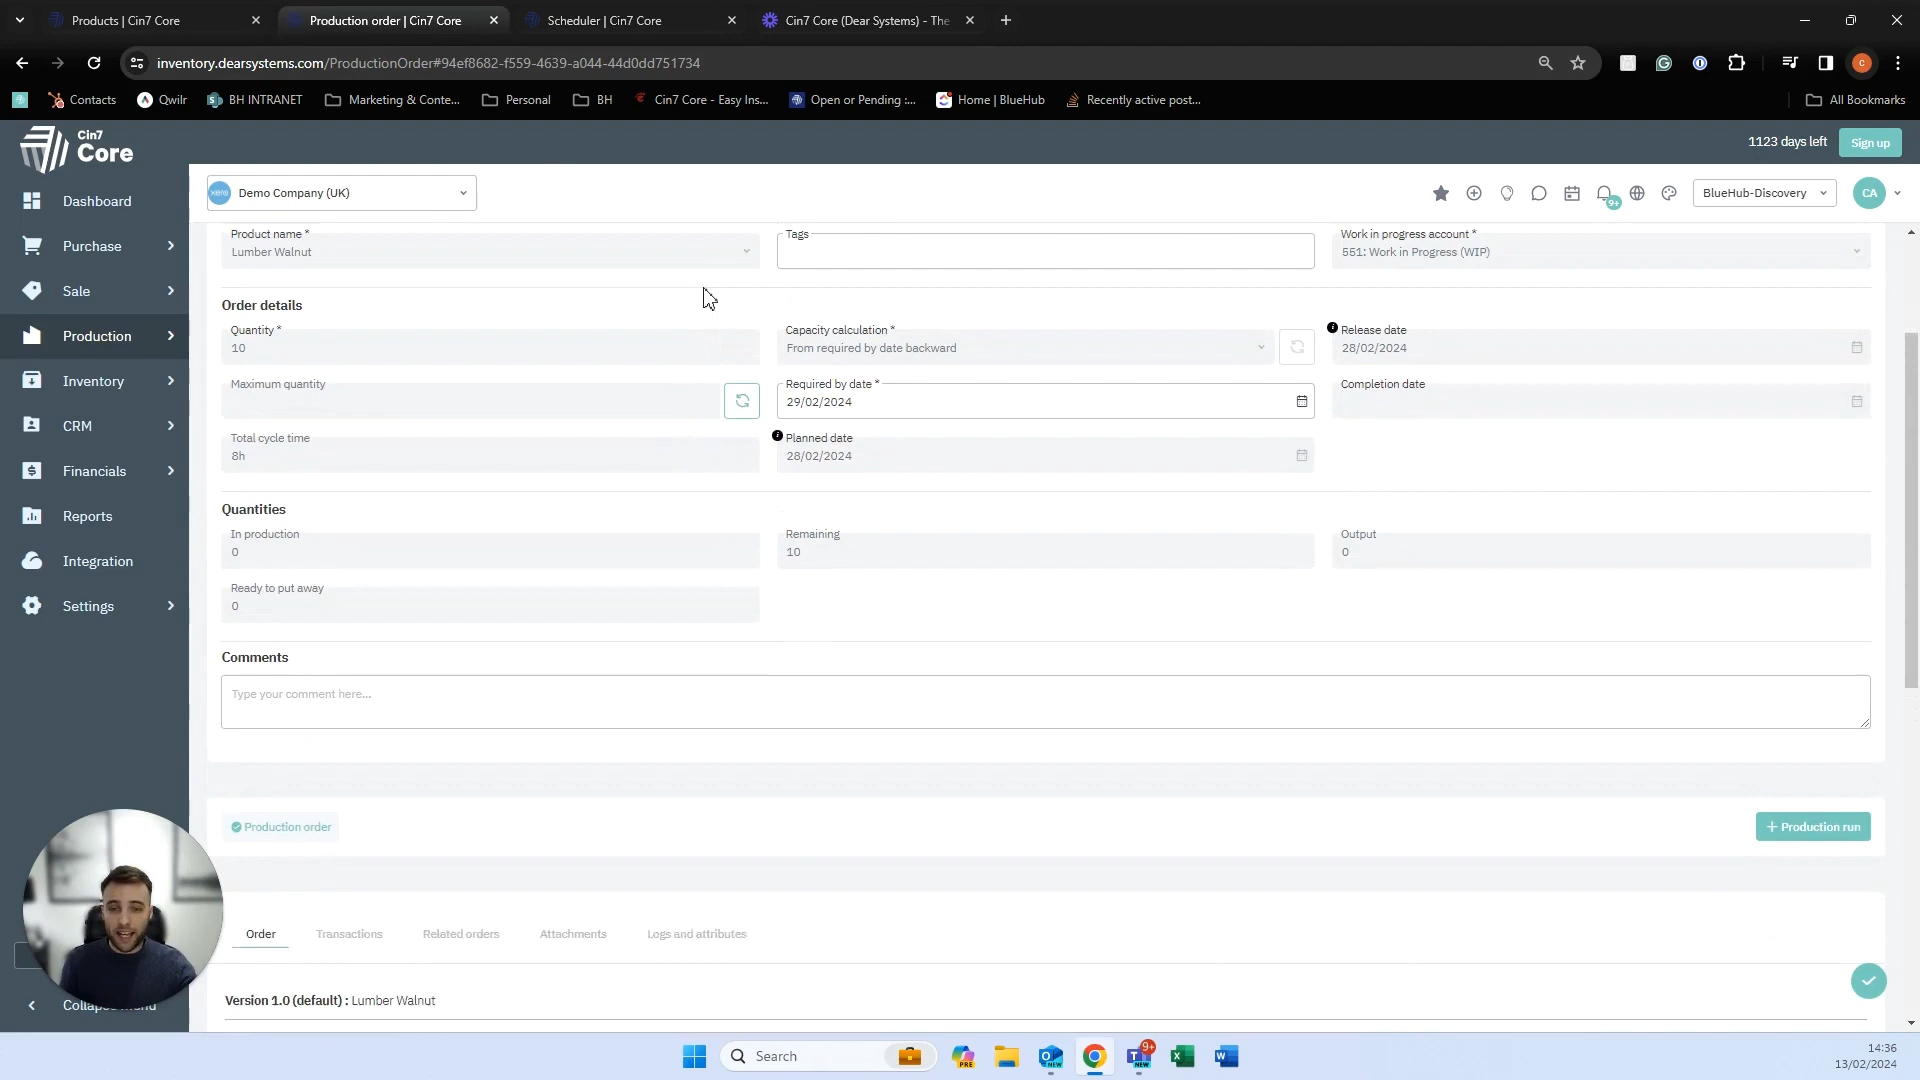 Products | Cin7 Core
Production order | Cin7 Core
Scheduler | Cin7 Core
Cin7 Core (Dear Systems) - The
inventory.dearsystems.com/ProductionOrder#94ef8682-f559-4639-a044-44d0dd751734
Contacts
Qwilr
BH INTRANET
Marketing & Conte...
Personal
BH
Cin7 Core - Easy Ins...
Open or Pending :...
Home | BlueHub
Recently active post...
All Bookmarks
Cin7
Core
1123 days left
Sign up
xero
Demo Company (UK)
9+
BlueHub-Discovery
CA
Dashboard
Purchase
Sale
Production
Inventory
CRM
Financials
Reports
Integration
Settings
Product name *
Lumber Walnut
Tags
Work in progress account *
551: Work in Progress (WIP)
Order details
Quantity *
10
Capacity calculation *
From required by date backward
Release date
28/02/2024
Maximum quantity
Required by date *
29/02/2024
Completion date
Total cycle time
8h
Planned date
28/02/2024
Quantities
In production
0
Remaining
10
Output
0
Ready to put away
0
Comments
Type your comment here...
Production order
+ Production run
Order
Transactions
Related orders
Attachments
Logs and attributes
Version 1.0 (default) : Lumber Walnut
Search
PRE
NEW
9+
NEW
14:36
13/02/2024